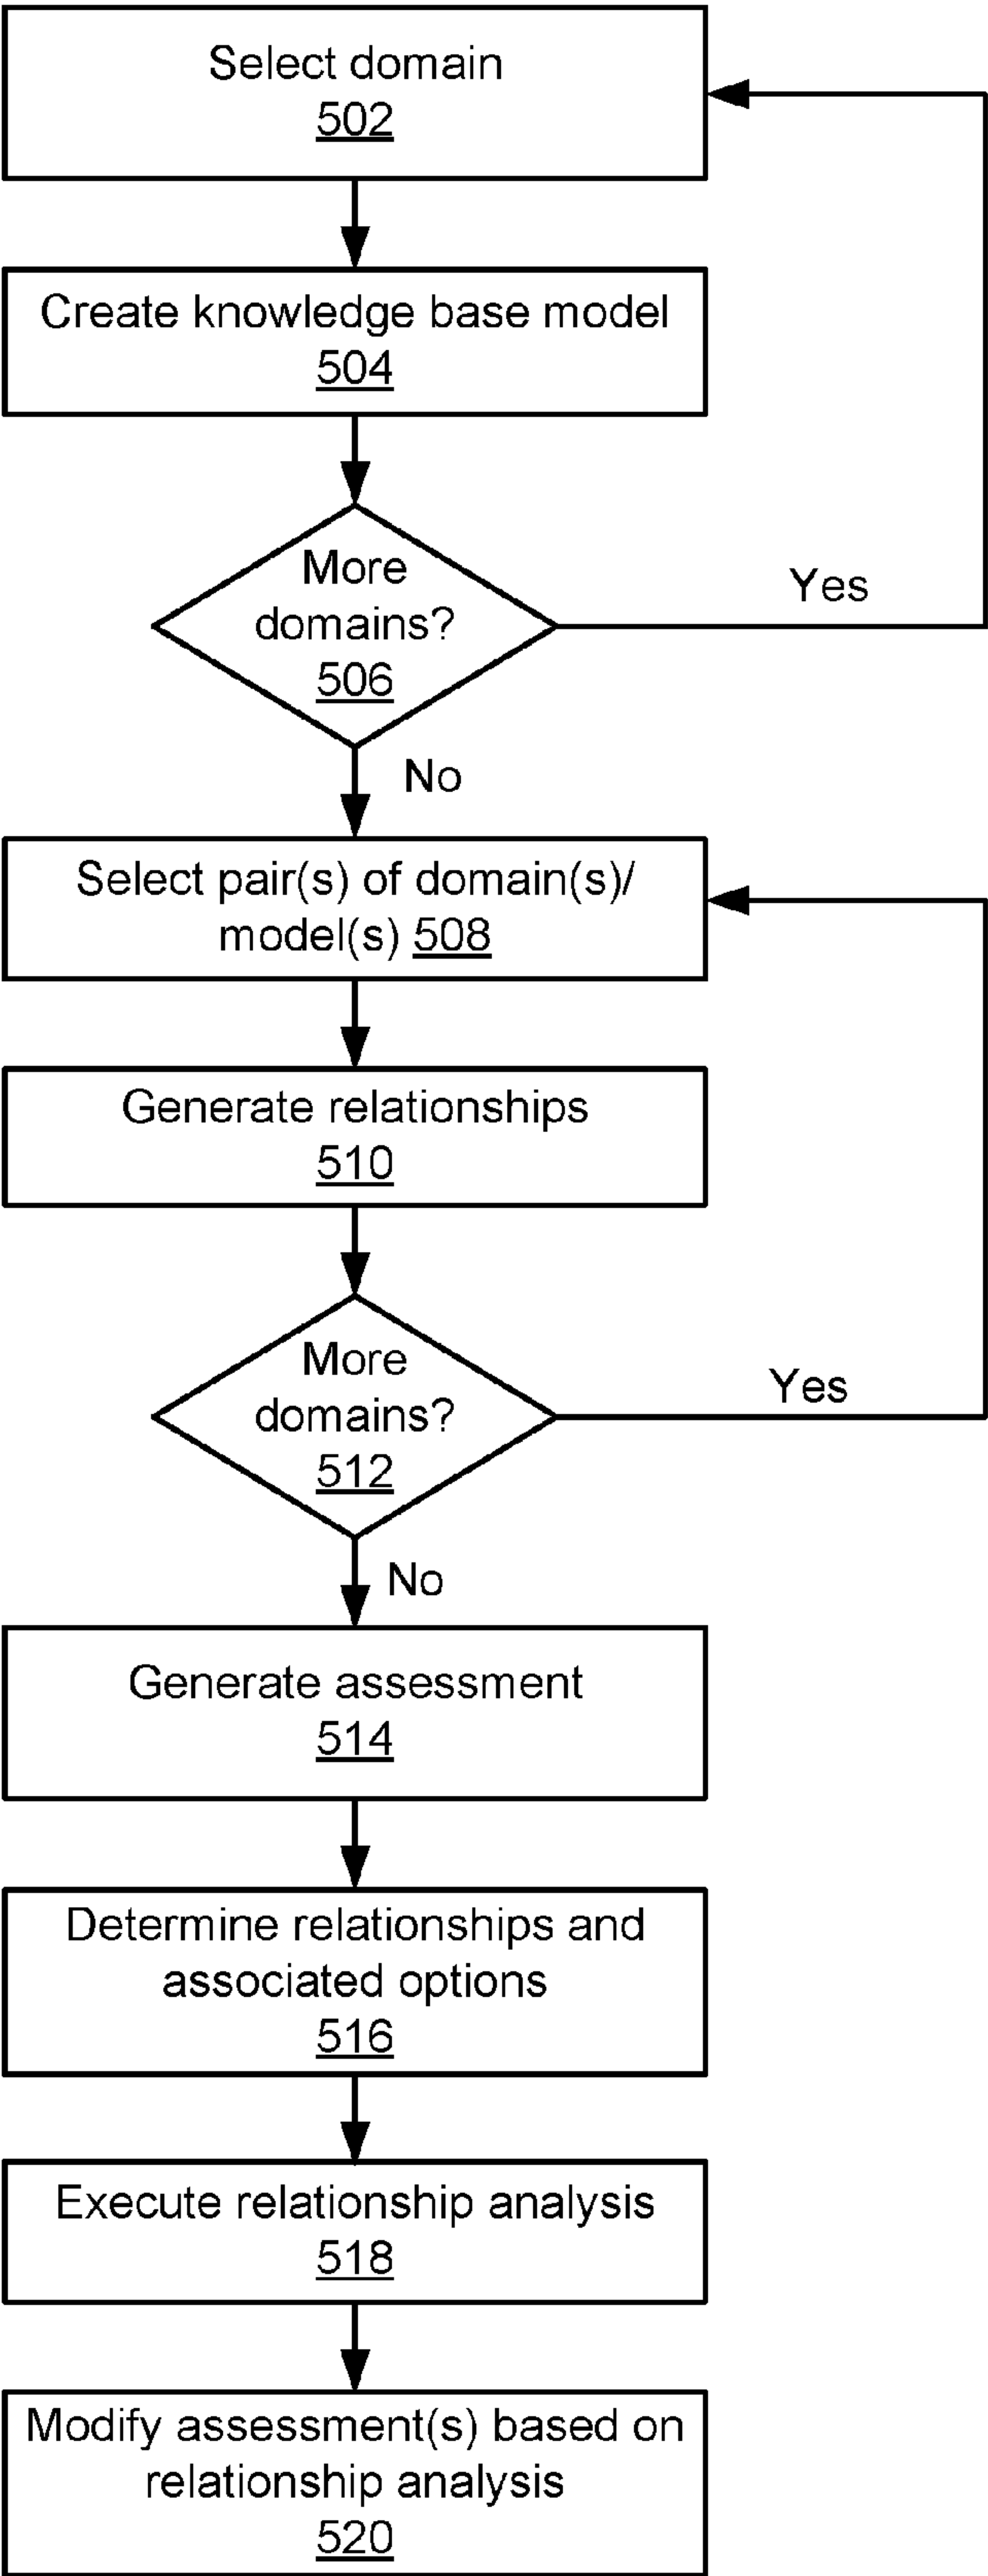 Select domain
502
Create knowledge base model
504
More
domains?
506
Yes
No
Select pair(s) of domain(s)/
model(s) 508
Generate relationships
510
More
domains?
512
Yes
No
Generate assessment
514
Determine relationships and
associated options
516
Execute relationship analysis
518
Modify assessment(s) based on
relationship analysis
520